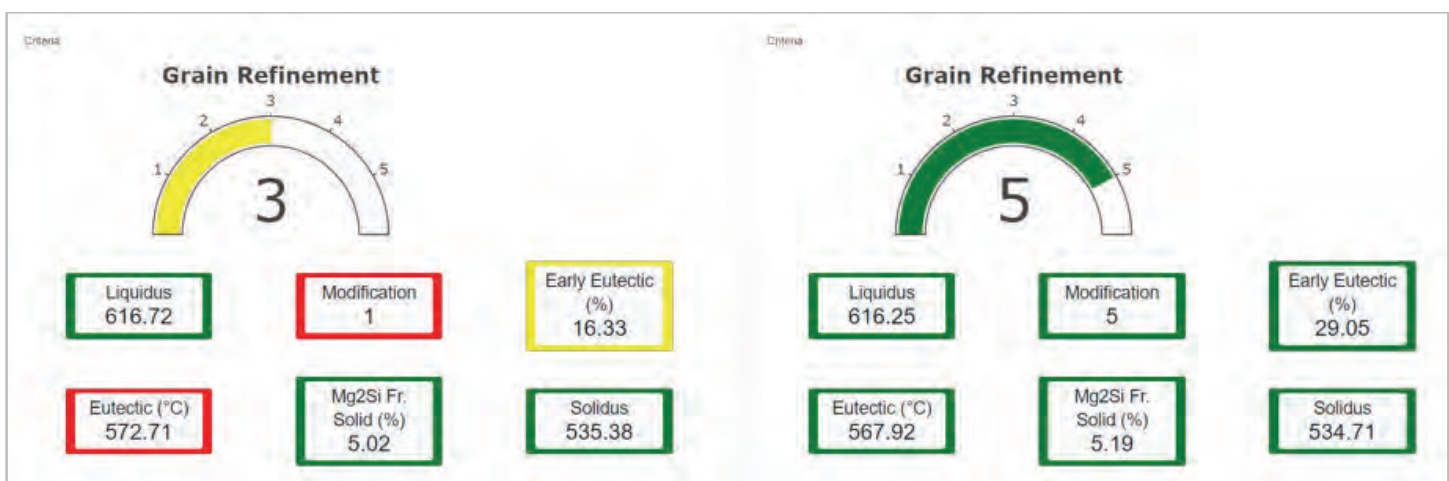 Criteria
Grain Refinement
1
2
3
4
5
3
Liquidus
616.72
Modification
1
Early Eutectic
(%)
16.33
Eutectic (°C)
572.71
Mg2Si Fr.
Solid (%)
5.02
Solidus
535.38
Criteria
Grain Refinement
1
2
3
4
5
5
Liquidus
616.25
Modification
5
Early Eutectic
(%)
29.05
Eutectic (°C)
567.92
Mg2Si Fr.
Solid (%)
5.19
Solidus
534.71